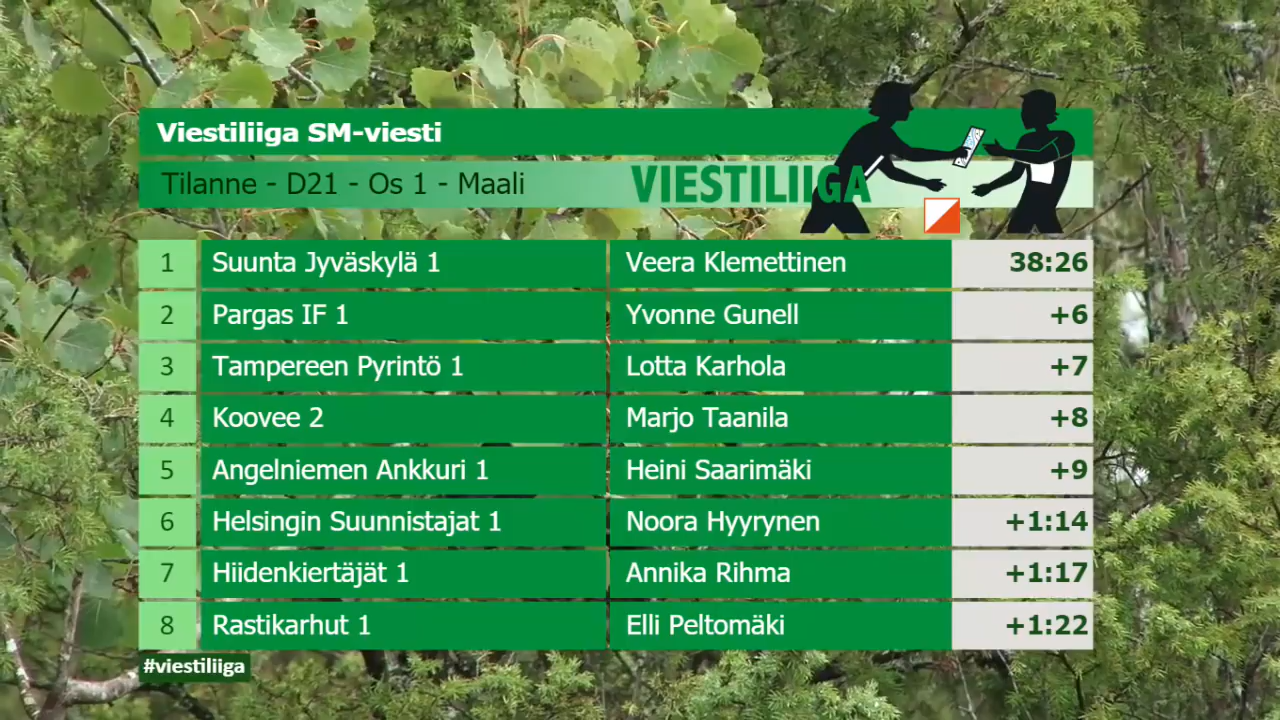 Viestiliiga SM-viesti
Tilanne - D21 - Os 1 - Maali
VIESTILIIGA
1 Suunta Jyväskylä 1 Veera Klemettinen 38:26
2 Pargas IF 1 Yvonne Gunell +6
3 Tampereen Pyrintö 1 Lotta Karhola +7
4 Koovee 2 Marjo Taanila +8
5 Angelniemen Ankkuri 1 Heini Saarimäki +9
6 Helsingin Suunnistajat 1 Noora Hyyrynen +1:14
7 Hiidenkiertäjät 1 Annika Rihma +1:17
8 Rastikarhut 1 Elli Peltomäki +1:22
#viestiliiga